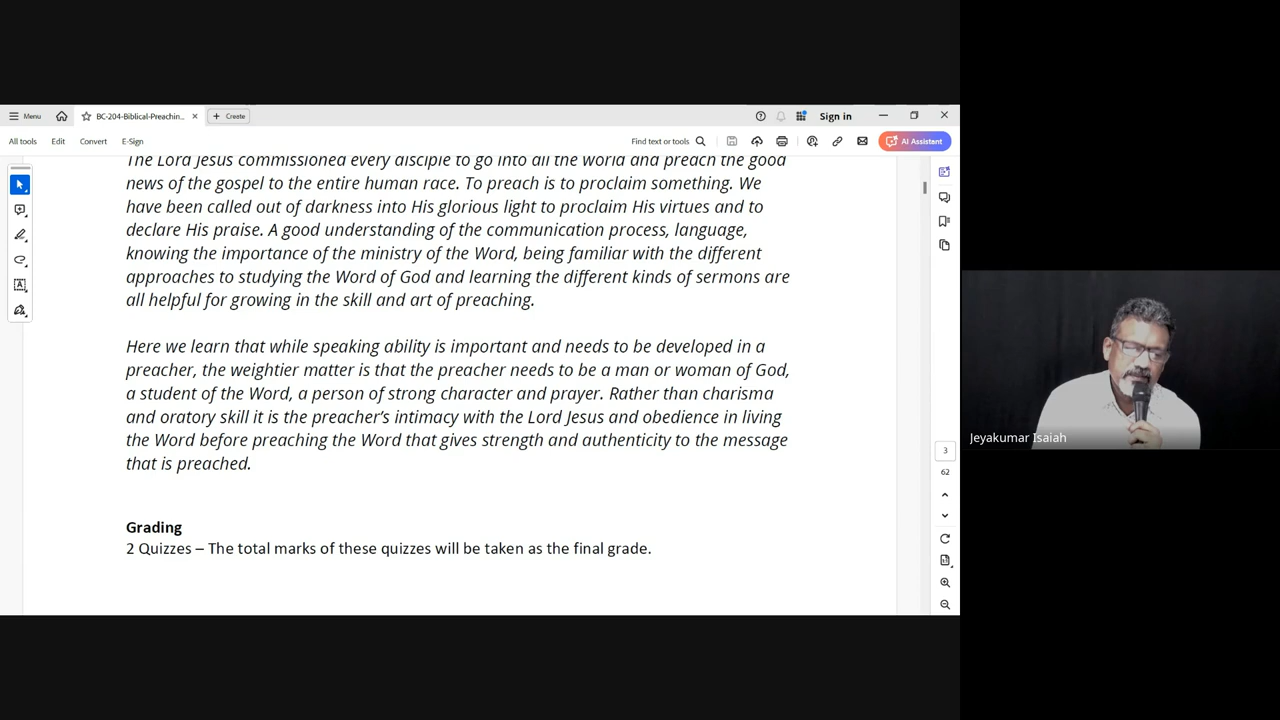 Menu
BC-204-Biblical-Preachin...
Create
Sign in
All tools
Edit
Convert
E-Sign
Find text or tools
AI Assistant
The Lord Jesus commissioned every disciple to go into all the world and preach the good
news of the gospel to the entire human race. To preach is to proclaim something. We
have been called out of darkness into His glorious light to proclaim His virtues and to
declare His praise. A good understanding of the communication process, language,
knowing the importance of the ministry of the Word, being familiar with the different
approaches to studying the Word of God and learning the different kinds of sermons are
all helpful for growing in the skill and art of preaching.
Here we learn that while speaking ability is important and needs to be developed in a
preacher, the weightier matter is that the preacher needs to be a man or woman of God,
a student of the Word, a person of strong character and prayer. Rather than charisma
and oratory skill it is the preacher's intimacy with the Lord Jesus and obedience in living
the Word before preaching the Word that gives strength and authenticity to the message
that is preached.
Grading
2 Quizzes – The total marks of these quizzes will be taken as the final grade.
3
62
Jeyakumar Isaiah